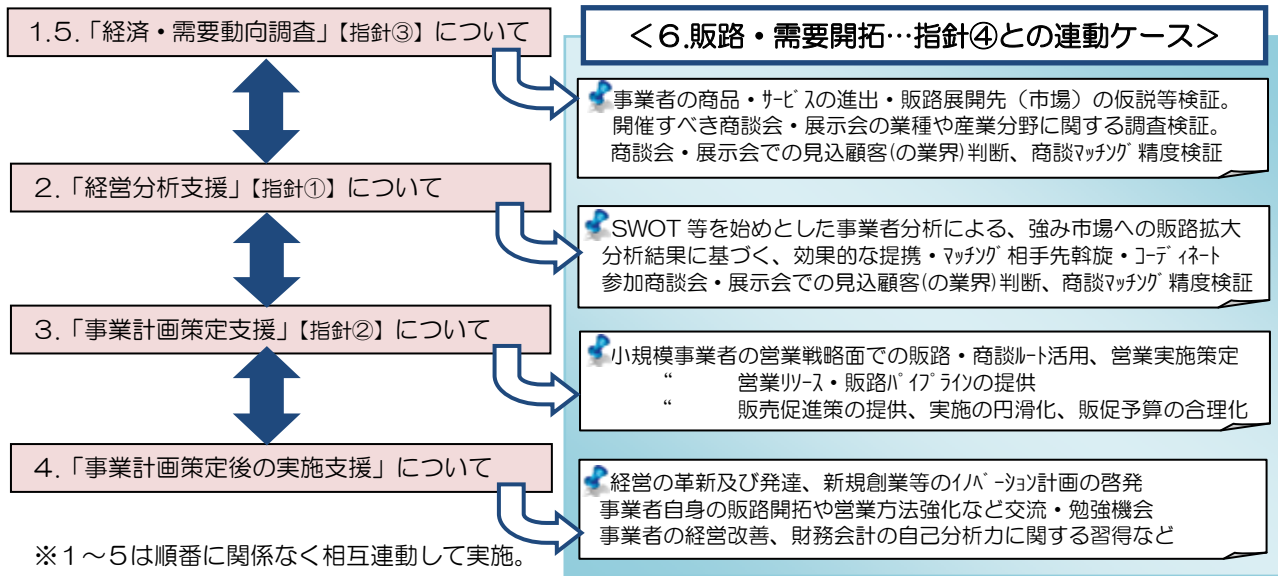 1.5.「経済・需要動向調査」【指針③】について
＜6.販路・需要開拓…指針④との連動ケース＞
事業者の商品・ｻｰﾋﾞｽの進出・販路展開先（市場）の仮説等検証。
開催すべき商談会・展示会の業種や産業分野に関する調査検証。
商談会・展示会での見込顧客(の業界)判断、商談ﾏｯﾁﾝｸﾞ精度検証
2.「経営分析支援」【指針①】について
SWOT 等を始めとした事業者分析による、強み市場への販路拡大
分析結果に基づく、効果的な提携・ﾏｯﾁﾝｸﾞ相手先斡旋・ｺｰﾃﾞｨﾈｰﾄ
参加商談会・展示会での見込顧客(の業界)判断、商談ﾏｯﾁﾝｸﾞ精度検証
3.「事業計画策定支援」【指針②】について
小規模事業者の営業戦略面での販路・商談ﾙｰﾄ活用、営業実施策定
“ 営業ﾘｿｰｽ・販路ﾊﾟｲﾌﾟﾗｲﾝの提供
“ 販売促進策の提供、実施の円滑化、販促予算の合理化
4.「事業計画策定後の実施支援」について
経営の革新及び発達、新規創業等のｲﾉﾍﾞｰｼｮﾝ計画の啓発
事業者自身の販路開拓や営業方法強化など交流・勉強機会
事業者の経営改善、財務会計の自己分析力に関する習得など
※１～５は順番に関係なく相互連動して実施。